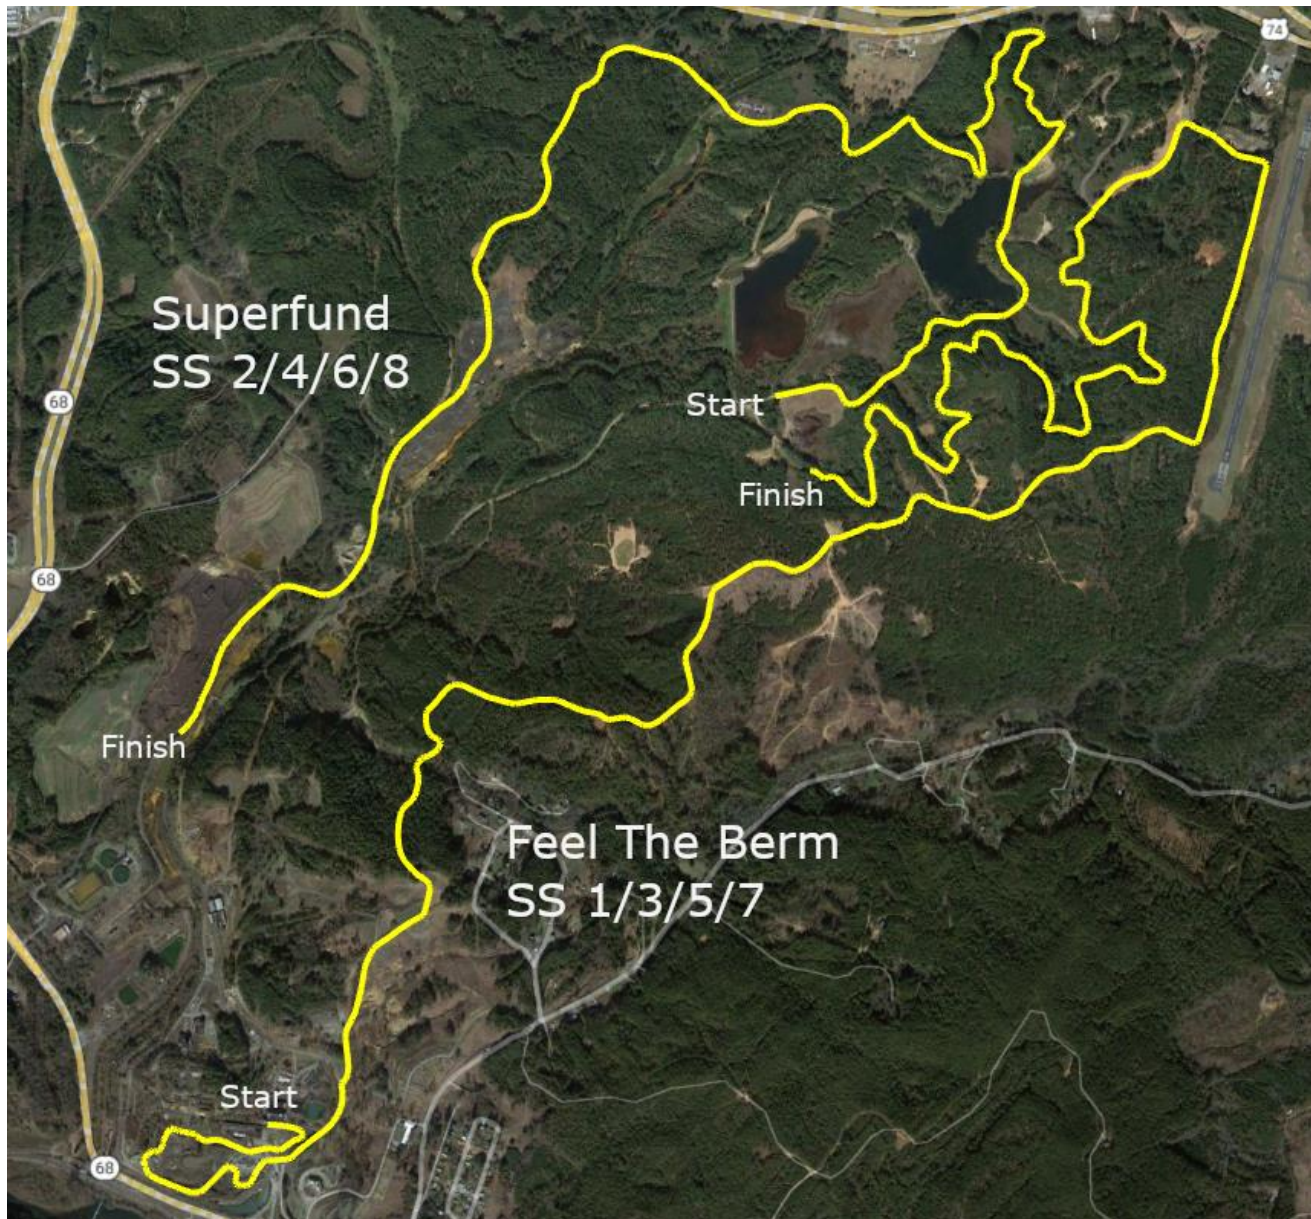 74
Superfund
SS 2/4/6/8
68
Start
Finish
68
Finish
Feel The Berm
SS 1/3/5/7
Start
68